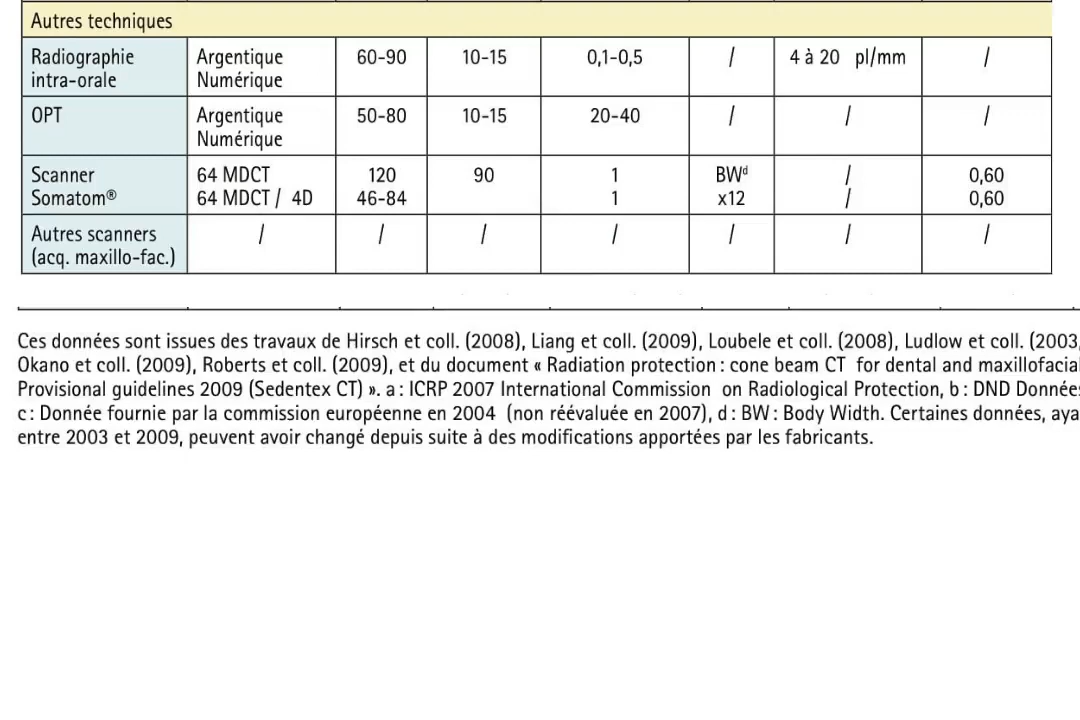 Autres techniques
Radiographie intra-orale Argentique Numérique 60-90 10-15 0,1-0,5 / 4 à 20 pl/mm /
OPT Argentique Numérique 50-80 10-15 20-40 / / /
Scanner 64 MDCT 120 90 1 BWd / 0,60
Somatom® 64 MDCT / 4D 46-84 1 x12 / 0,60
Autres scanners (acq. maxillo-fac.) / / / / / / /
Ces données sont issues des travaux de Hirsch et coll. (2008), Liang et coll. (2009), Loubele et coll. (2008), Ludlow et coll. (2003,
Okano et coll. (2009), Roberts et coll. (2009), et du document « Radiation protection : cone beam CT for dental and maxillofacial
Provisional guidelines 2009 (Sedentex CT) ». a : ICRP 2007 International Commission on Radiological Protection, b : DND Données
c : Donnée fournie par la commission européenne en 2004 (non réévaluée en 2007), d : BW : Body Width. Certaines données, aya
entre 2003 et 2009, peuvent avoir changé depuis suite à des modifications apportées par les fabricants.